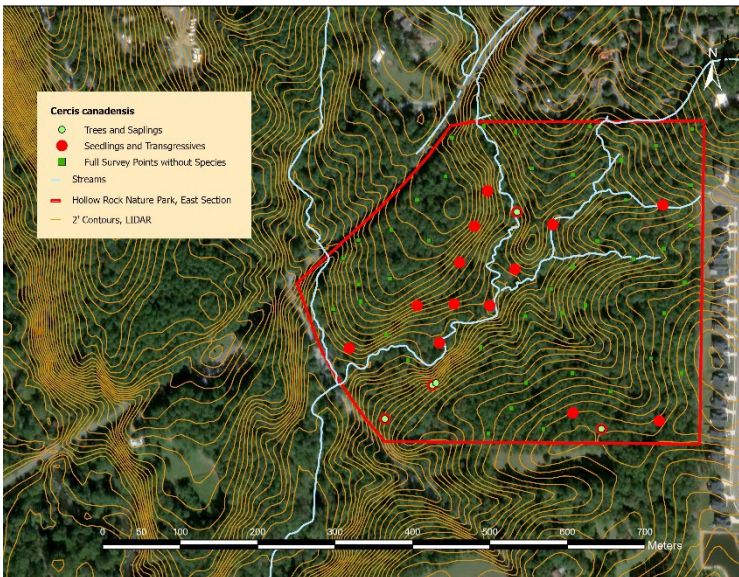 N
Cercis canadensis
Trees and Saplings
Seedlings and Transgressives
Full Survey Points without Species
Streams
Hollow Rock Nature Park, East Section
2' Contours, LIDAR
0 50 100 200 300 400 500 600 700
Meters